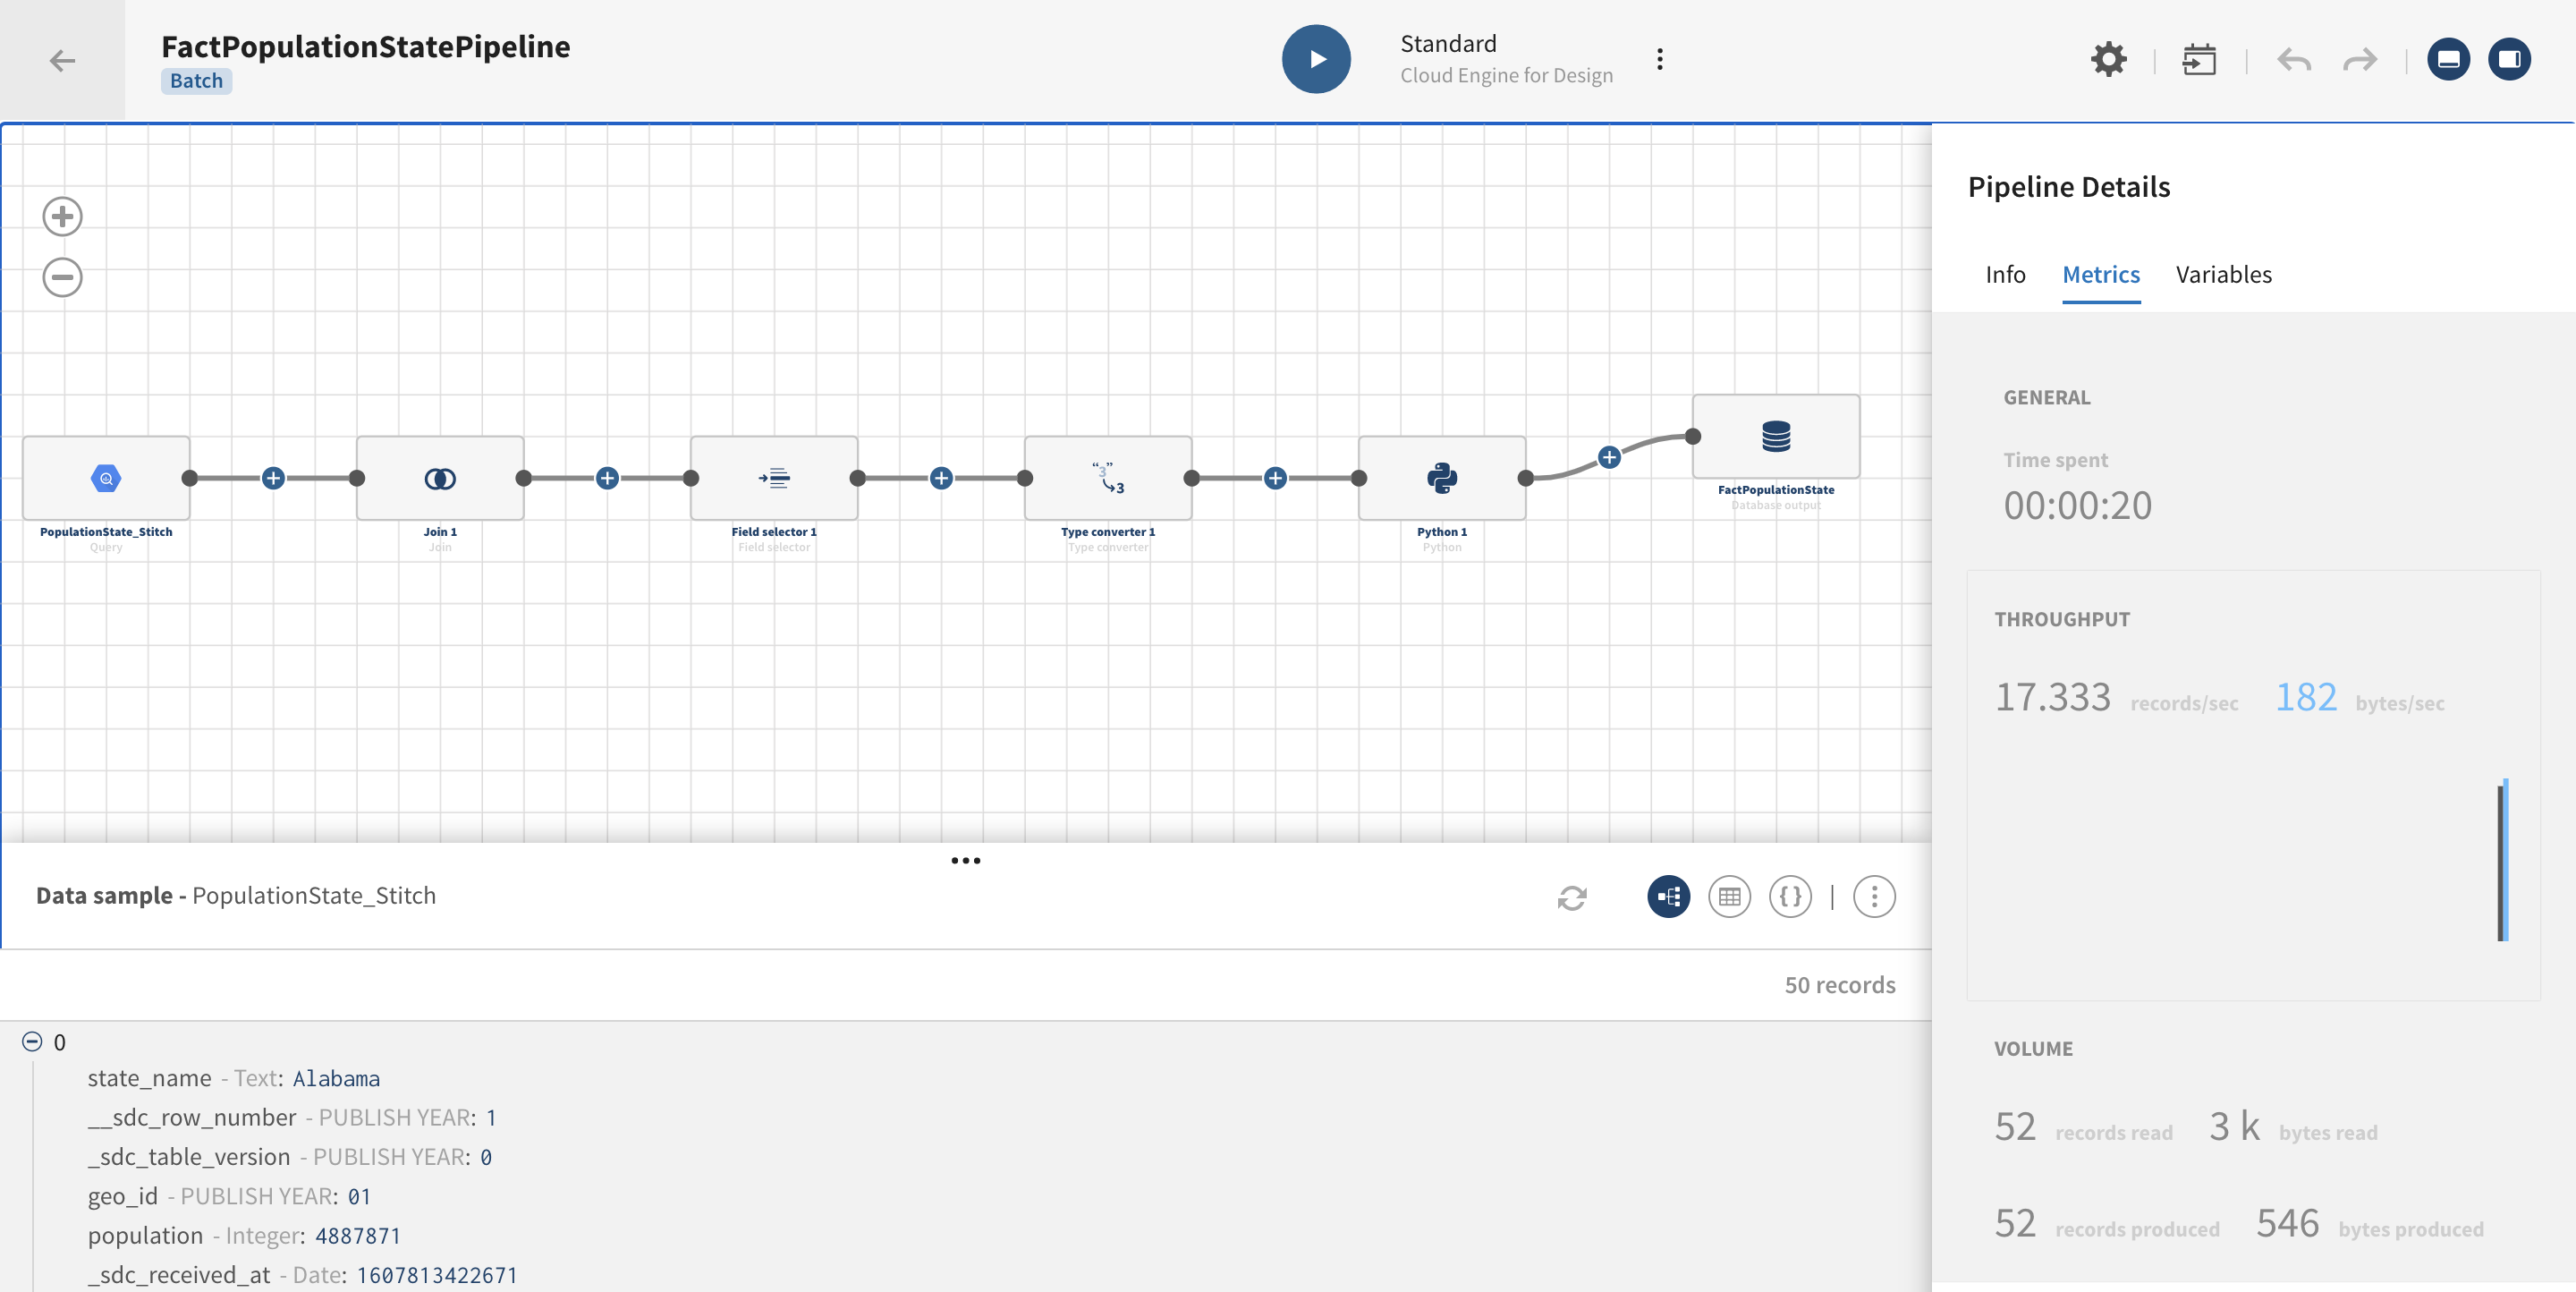 FactPopulationStatePipeline
Batch
Standard
Cloud Engine for Design
Pipeline Details
Info Metrics Variables
GENERAL
Time spent
00:00:20
THROUGHPUT
17.333 records/sec 182 bytes/sec
VOLUME
52 records read 3 k bytes read
52 records produced 546 bytes produced
PopulationState_Stitch
Query
Join 1
Join
Field selector 1
Field selector
"3"
3
Type converter 1
Type converter
Python 1
Python
FactPopulationState
Database output
Data sample - PopulationState_Stitch
{ }
50 records
0
state_name - Text: Alabama
__sdc_row_number - PUBLISH YEAR: 1
_sdc_table_version - PUBLISH YEAR: 0
geo_id - PUBLISH YEAR: 01
population - Integer: 4887871
_sdc_received_at - Date: 1607813422671